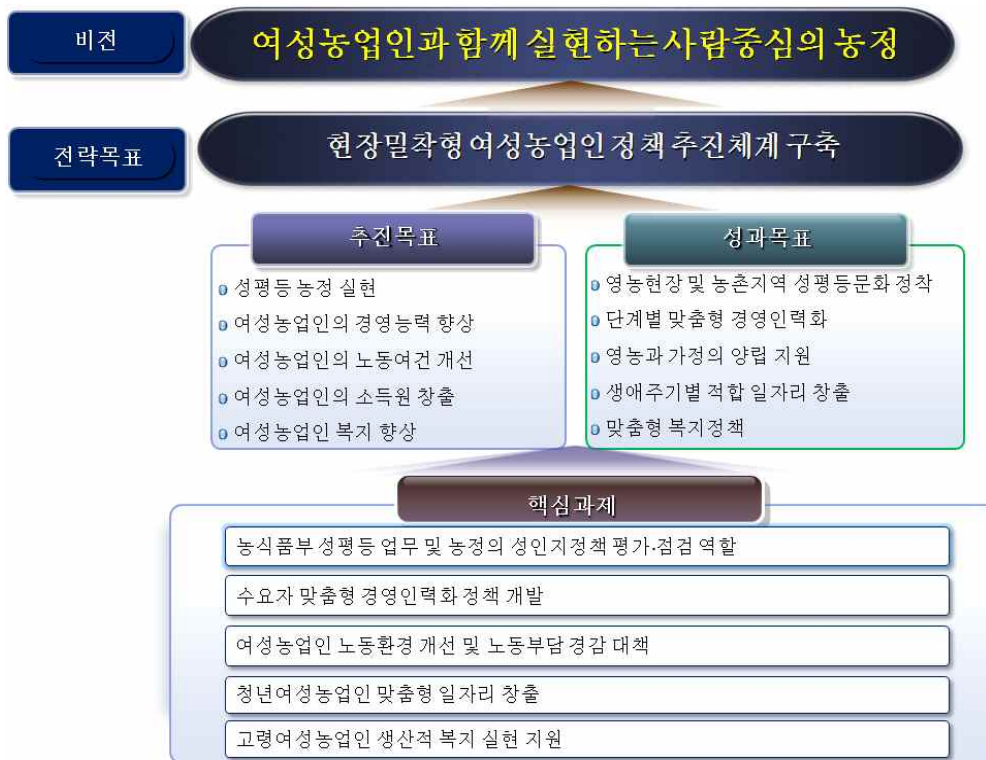 비전
여성농업인과 함께 실현하는 사람중심의 농정
전략목표
현장밀착형 여성농업인 정책 추진체계 구축
추진목표
성평등 농정 실현
여성농업인의 경영능력 향상
여성농업인의 노동여건 개선
여성농업인의 소득원 창출
여성농업인 복지 향상
성과목표
영농현장 및 농촌지역 성평등문화 정착
단계별 맞춤형 경영인력화
영농과 가정의 양립 지원
생애주기별 적합 일자리 창출
맞춤형 복지정책
핵심과제
농식품부 성평등 업무 및 농정의 성인지정책 평가·점검 역할
수요자 맞춤형 경영인력화 정책 개발
여성농업인 노동환경 개선 및 노동부담 경감 대책
청년여성농업인 맞춤형 일자리 창출
고령여성농업인 생산적 복지 실현 지원